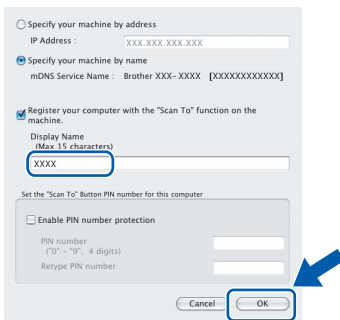 Specify your machine by address
IP Address : XXX.XXX.XXX.XXX
Specify your machine by name
mDNS Service Name : Brother XXX-XXXX [XXXXXXXXXXXX]
Register your computer with the "Scan To" function on the
machine.
Display Name
(Max 15 characters)
XXXX
Set the "Scan To" Button PIN number for this computer
Enable PIN number protection
PIN number
("0" - "9", 4 digits)
Retype PIN number
Cancel OK